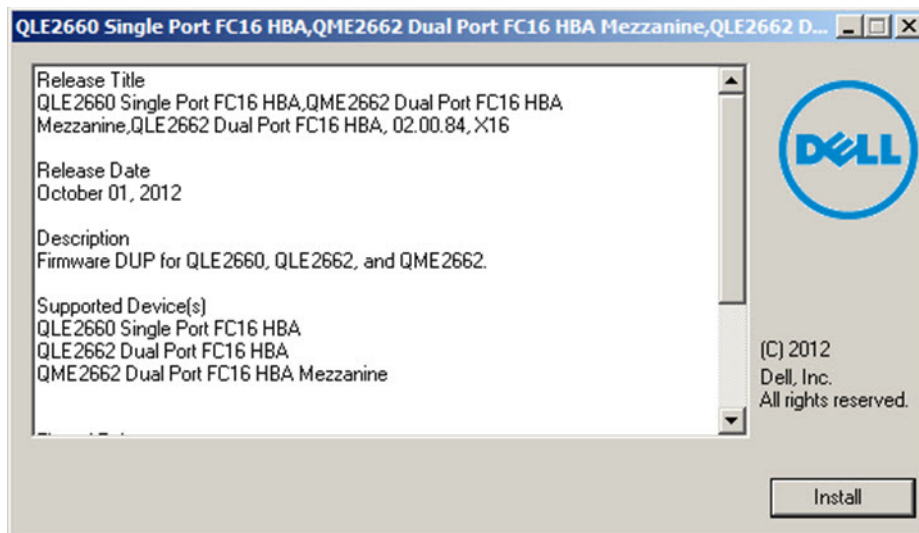 QLE2660 Single Port FC16 HBA,QME2662 Dual Port FC16 HBA Mezzanine,QLE2662 D...
Release Title
QLE2660 Single Port FC16 HBA,QME2662 Dual Port FC16 HBA
Mezzanine,QLE2662 Dual Port FC16 HBA, 02.00.84, X16
Release Date
October 01, 2012
Description
Firmware DUP for QLE2660, QLE2662, and QME2662.
Supported Device(s)
QLE2660 Single Port FC16 HBA
QLE2662 Dual Port FC16 HBA
QME2662 Dual Port FC16 HBA Mezzanine
DELL
(C) 2012
Dell, Inc.
All rights reserved.
Install